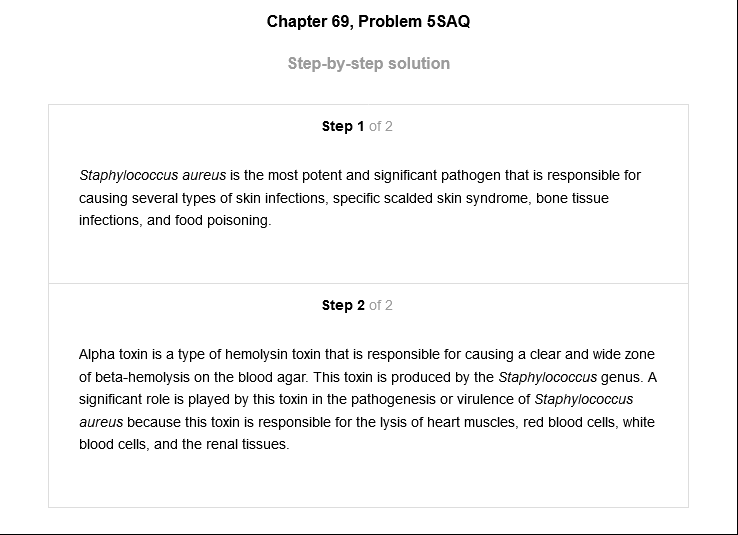 Chapter 69, Problem 5SAQ
Step-by-step solution
Step 1 of 2
Staphylococcus aureus is the most potent and significant pathogen that is responsible for
causing several types of skin infections, specific scalded skin syndrome, bone tissue
infections, and food poisoning.
Step 2 of 2
Alpha toxin is a type of hemolysin toxin that is responsible for causing a clear and wide zone
of beta-hemolysis on the blood agar. This toxin is produced by the Staphylococcus genus. A
significant role is played by this toxin in the pathogenesis or virulence of Staphylococcus
aureus because this toxin is responsible for the lysis of heart muscles, red blood cells, white
blood cells, and the renal tissues.